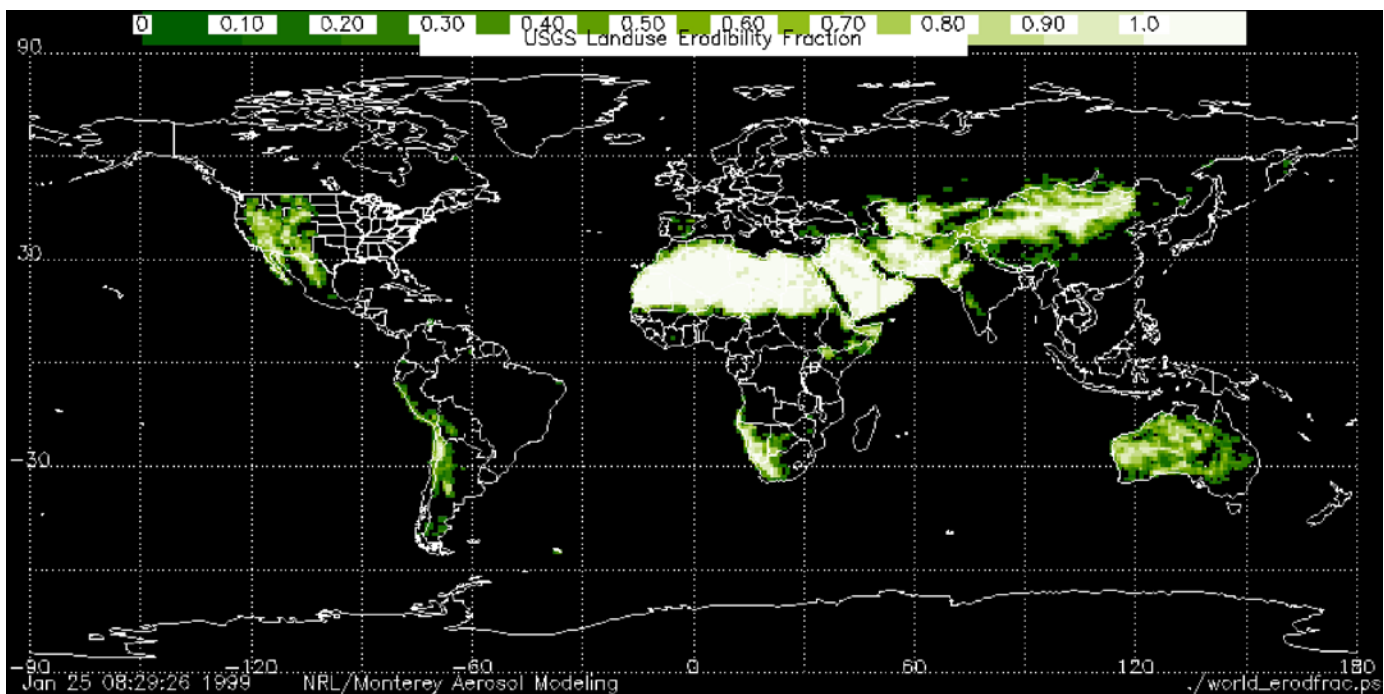 0 0.10 0.20 0.30 0.40 0.50 0.60 0.70 0.80 0.90 1.0
USGS Landuse Erodibility Fraction
90
30
-30
-90 -120 -60 0 60 120 180
Jan 25 08:29:26 1999 NRL/Monterey Aerosol Modeling ./world_erodfrac.ps